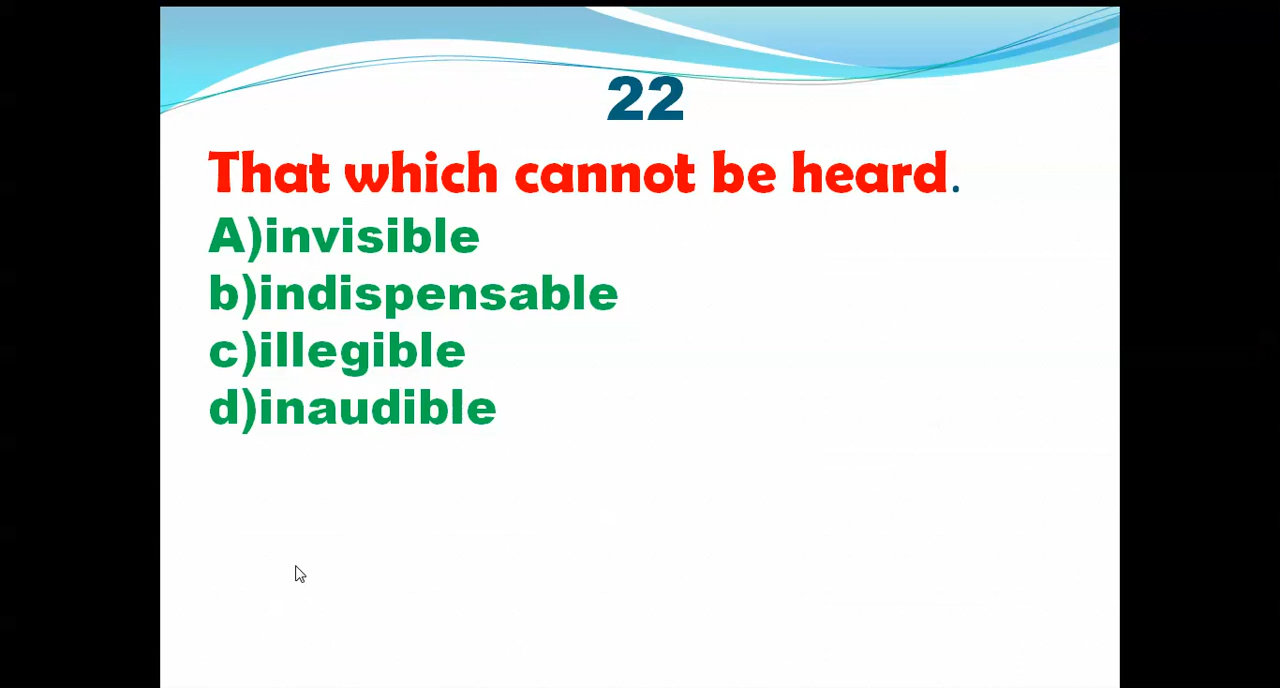 22
That which cannot be heard.
A)invisible
b)indispensable
c)illegible
d)inaudible